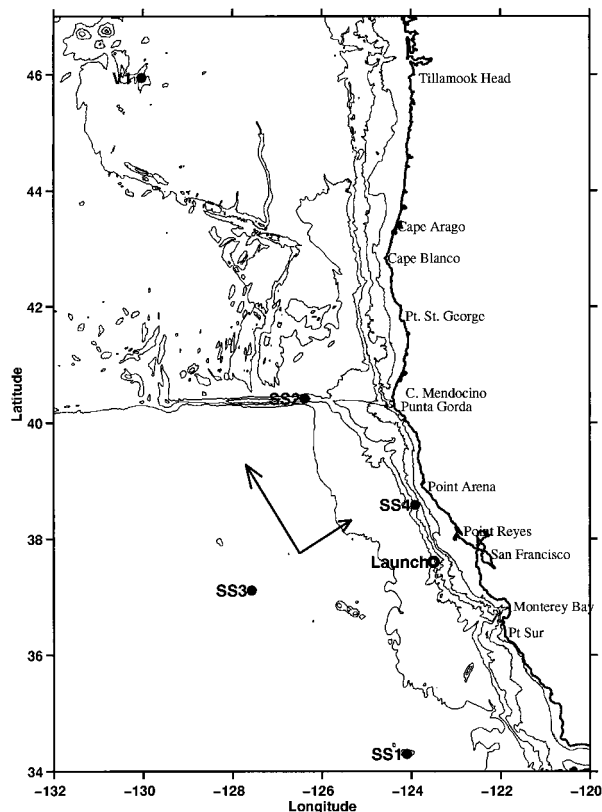 46
Tillamook Head
44
Cape Arago
Cape Blanco
42
Pt. St. George
C. Mendocino
SS2
Punta Gorda
40
Latitude
Point Arena
SS4
38
Point Reyes
San Francisco
Launch
SS3
Monterey Bay
Pt Sur
36
SS1
34
−132 −130 −128 −126 −124 −122 −120
Longitude